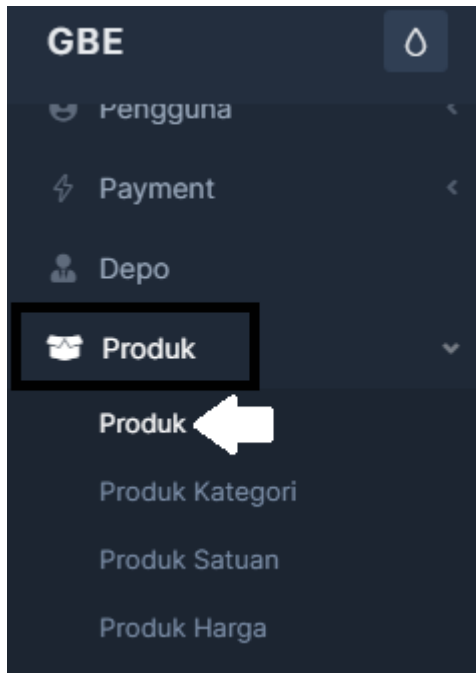 GBE
Pengguna
Payment
Depo
Produk
Produk
Produk Kategori
Produk Satuan
Produk Harga